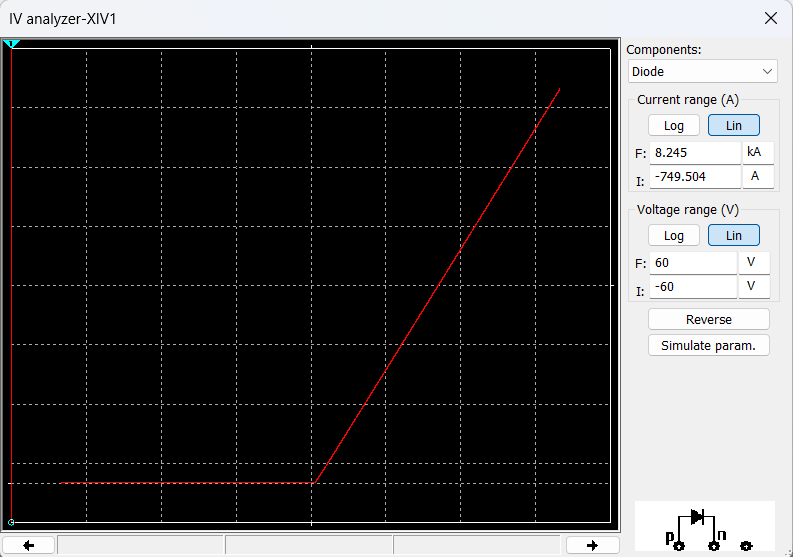 IV analyzer-XIV1
1
Components:
Diode
Current range (A)
Log Lin
F: 8.245 kA
I: -749.504 A
Voltage range (V)
Log Lin
F: 60 V
I: -60 V
Reverse
Simulate param.
p n